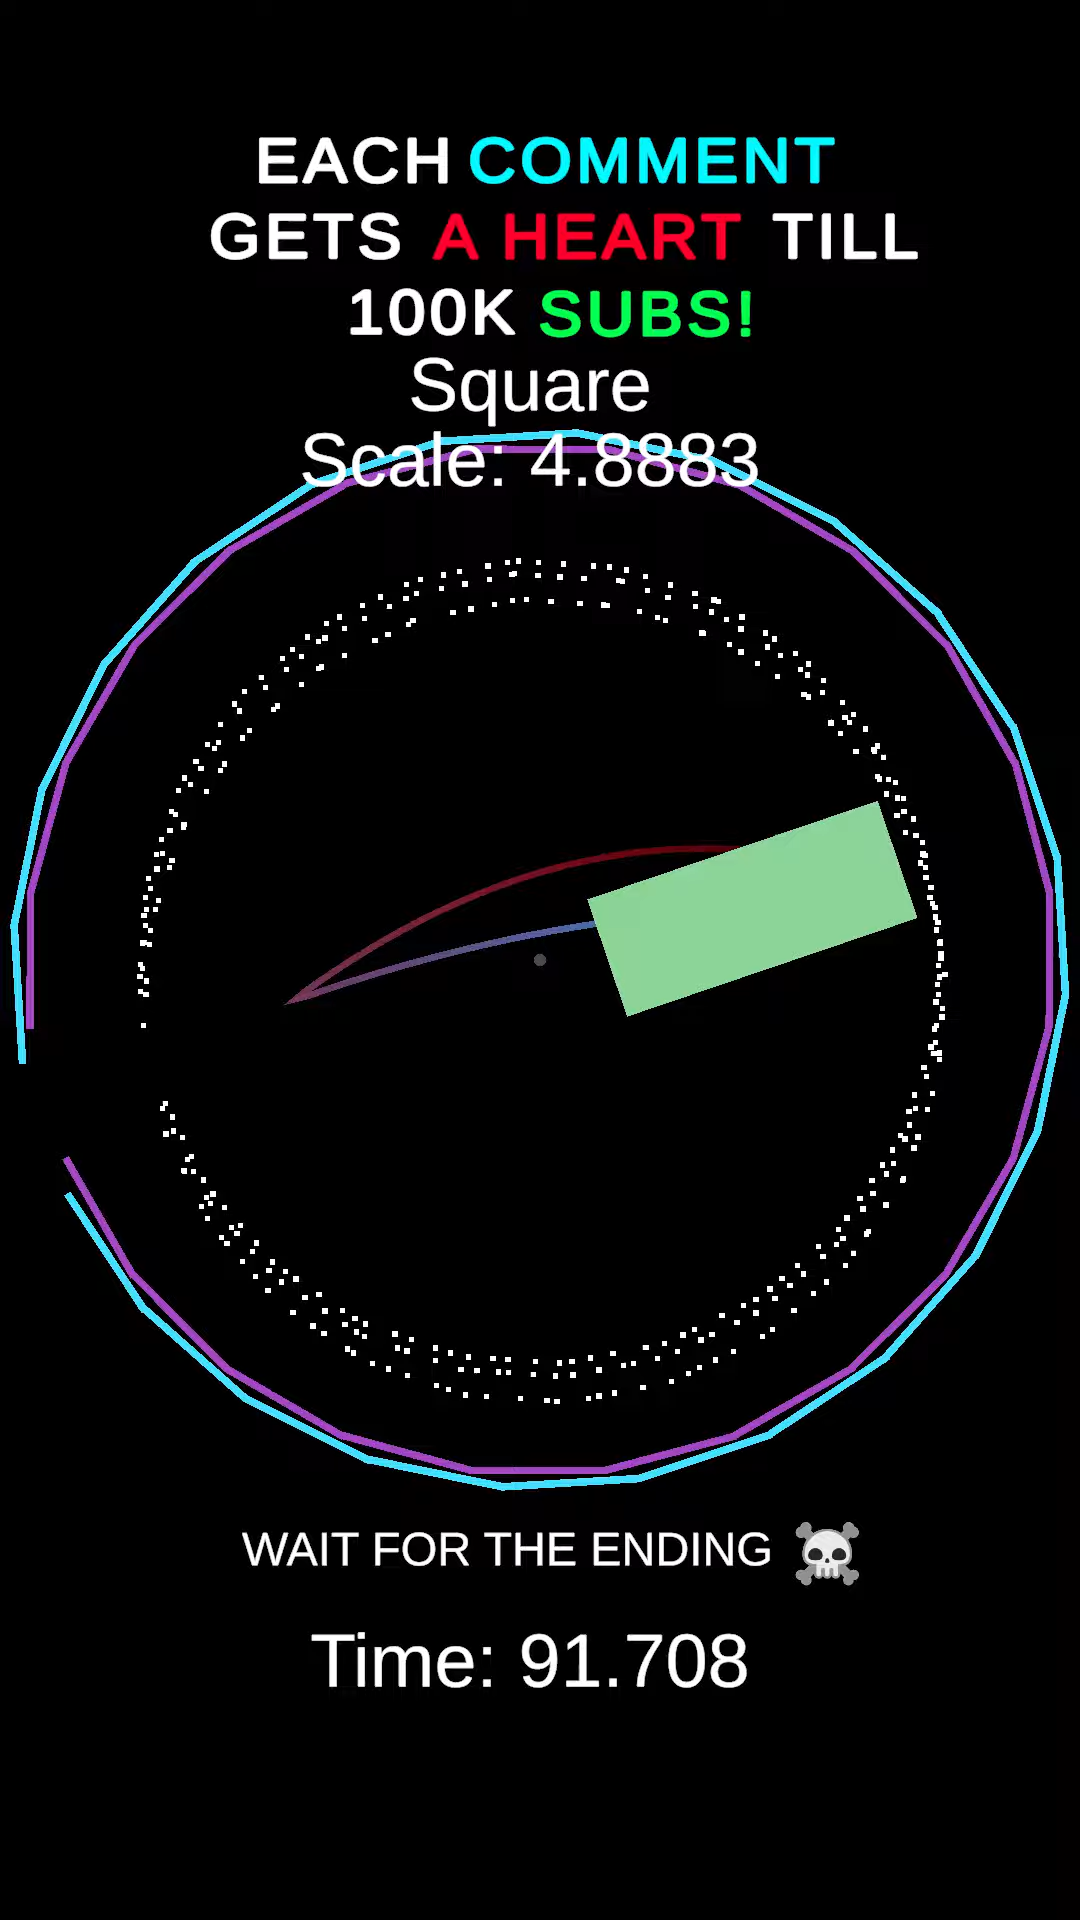 EACH COMMENT
GETS A HEART TILL
100K SUBS!
Square
Scale: 4.8883
WAIT FOR THE ENDING ☠️
Time: 91.708